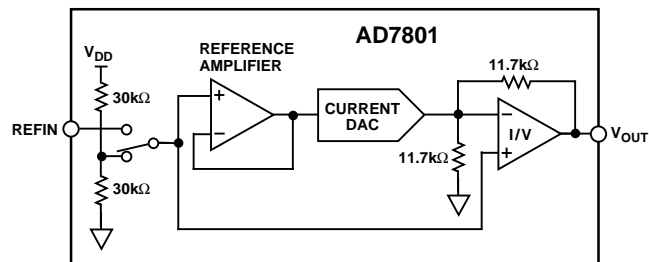 AD7801
REFERENCE
AMPLIFIER
VDD
11.7kΩ
30kΩ
+
–
CURRENT
DAC
–
I/V
+
REFIN
VOUT
11.7kΩ
30kΩ